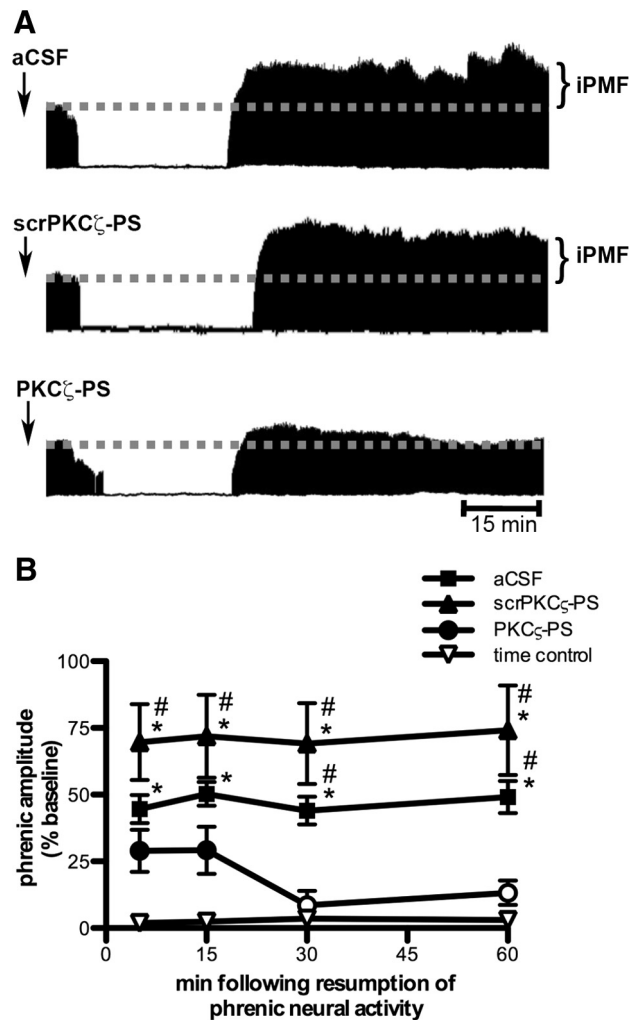 A
aCSF
iPMF
scrPKCζ-PS
iPMF
PKCζ-PS
15 min
B
aCSF
scrPKCς-PS
PKCς-PS
time control
100
75
50
25
0
phrenic amplitude
(% baseline)
# # # #
* * * *
# #
* * * *
0 15 30 45 60
min following resumption of
phrenic neural activity